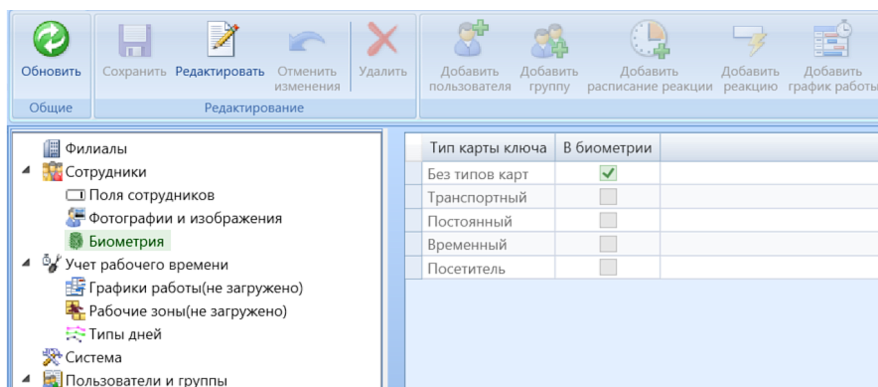 Обновить
Сохранить
Редактировать
Отменить
изменения
Удалить
Добавить
пользователя
Добавить
группу
Добавить
расписание реакции
Добавить
реакцию
Добавить
график работы
Общие
Редактирование
Филиалы
Сотрудники
Поля сотрудников
Фотографии и изображения
Биометрия
Учет рабочего времени
Графики работы(не загружено)
Рабочие зоны(не загружено)
Типы дней
Система
Пользователи и группы
Тип карты ключа В биометрии
Без типов карт
Транспортный
Постоянный
Временный
Посетитель